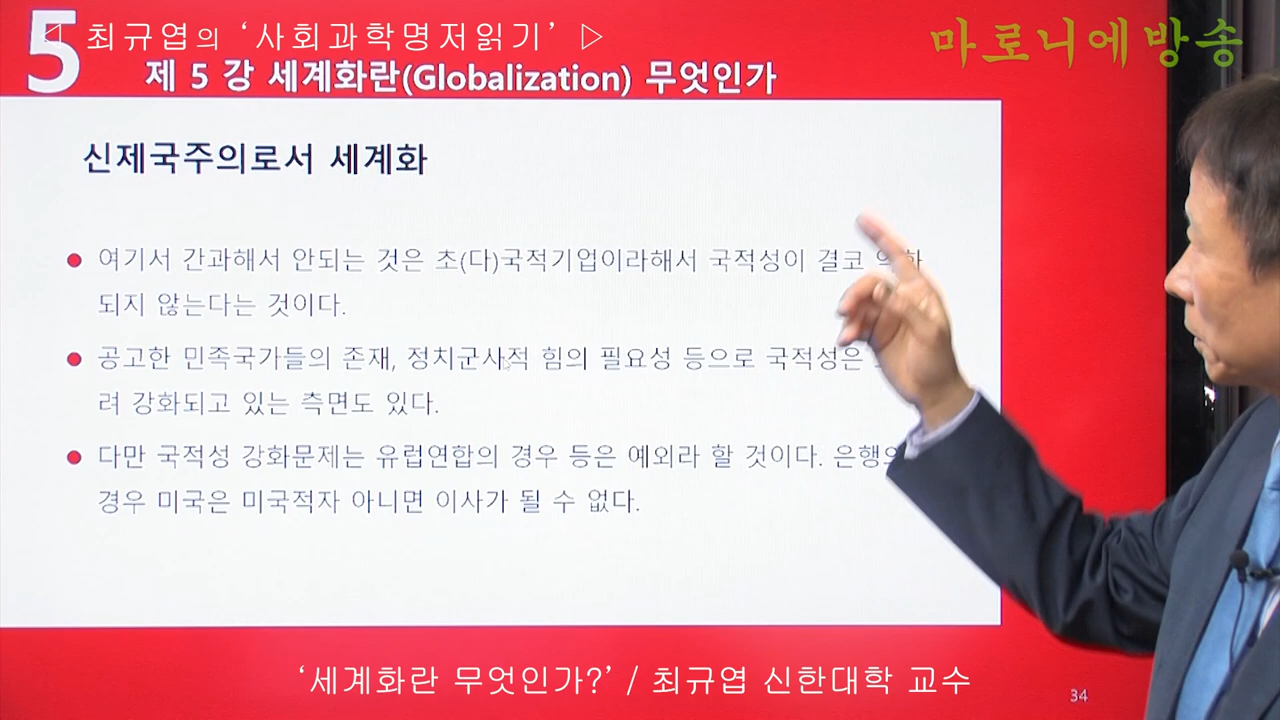 5
◁ 최규엽의 ‘사회과학명저읽기’ ▷
마로니에방송
제 5 강 세계화란(Globalization) 무엇인가
신제국주의로서 세계화
여기서 간과해서 안되는 것은 초(다)국적기업이라해서 국적성이 결코
되지 않는다는 것이다.
공고한 민족국가들의 존재, 정치군사적 힘의 필요성 등으로 국적성은
려 강화되고 있는 측면도 있다.
다만 국적성 강화문제는 유럽연합의 경우 등은 예외라 할 것이다. 은행의
경우 미국은 미국적자 아니면 이사가 될 수 없다.
‘세계화란 무엇인가?’ / 최규엽 신한대학 교수
34